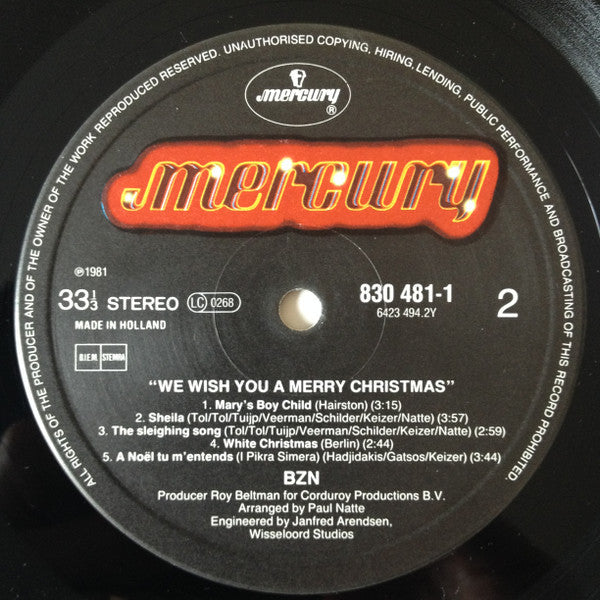 ALL RIGHTS OF THE PRODUCER AND OF THE OWNER OF THE WORK REPRODUCED RESERVED. UNAUTHORISED COPYING, HIRING, LENDING, PUBLIC PERFORMANCE AND BROADCASTING OF THIS RECORD PROHIBITED.
mercury
®
mercury
℗1981
33⅓ STEREO LC 0268
MADE IN HOLLAND
B.I.E.M. STEMRA
830 481-1
6423 494.2Y
2
"WE WISH YOU A MERRY CHRISTMAS"
1. Mary's Boy Child (Hairston) (3:15)
2. Sheila (Tol/Tol/Tuijp/Veerman/Schilder/Keizer/Natte) (3:57)
3. The sleighing song (Tol/Tol/Tuijp/Veerman/Schilder/Keizer/Natte) (2:59)
4. White Christmas (Berlin) (2:44)
5. A Noël tu m'entends (I Pikra Simera) (Hadjidakis/Gatsos/Keizer) (3:44)
BZN
Producer Roy Beltman for Corduroy Productions B.V.
Arranged by Paul Natte
Engineered by Janfred Arendsen,
Wisseloord Studios